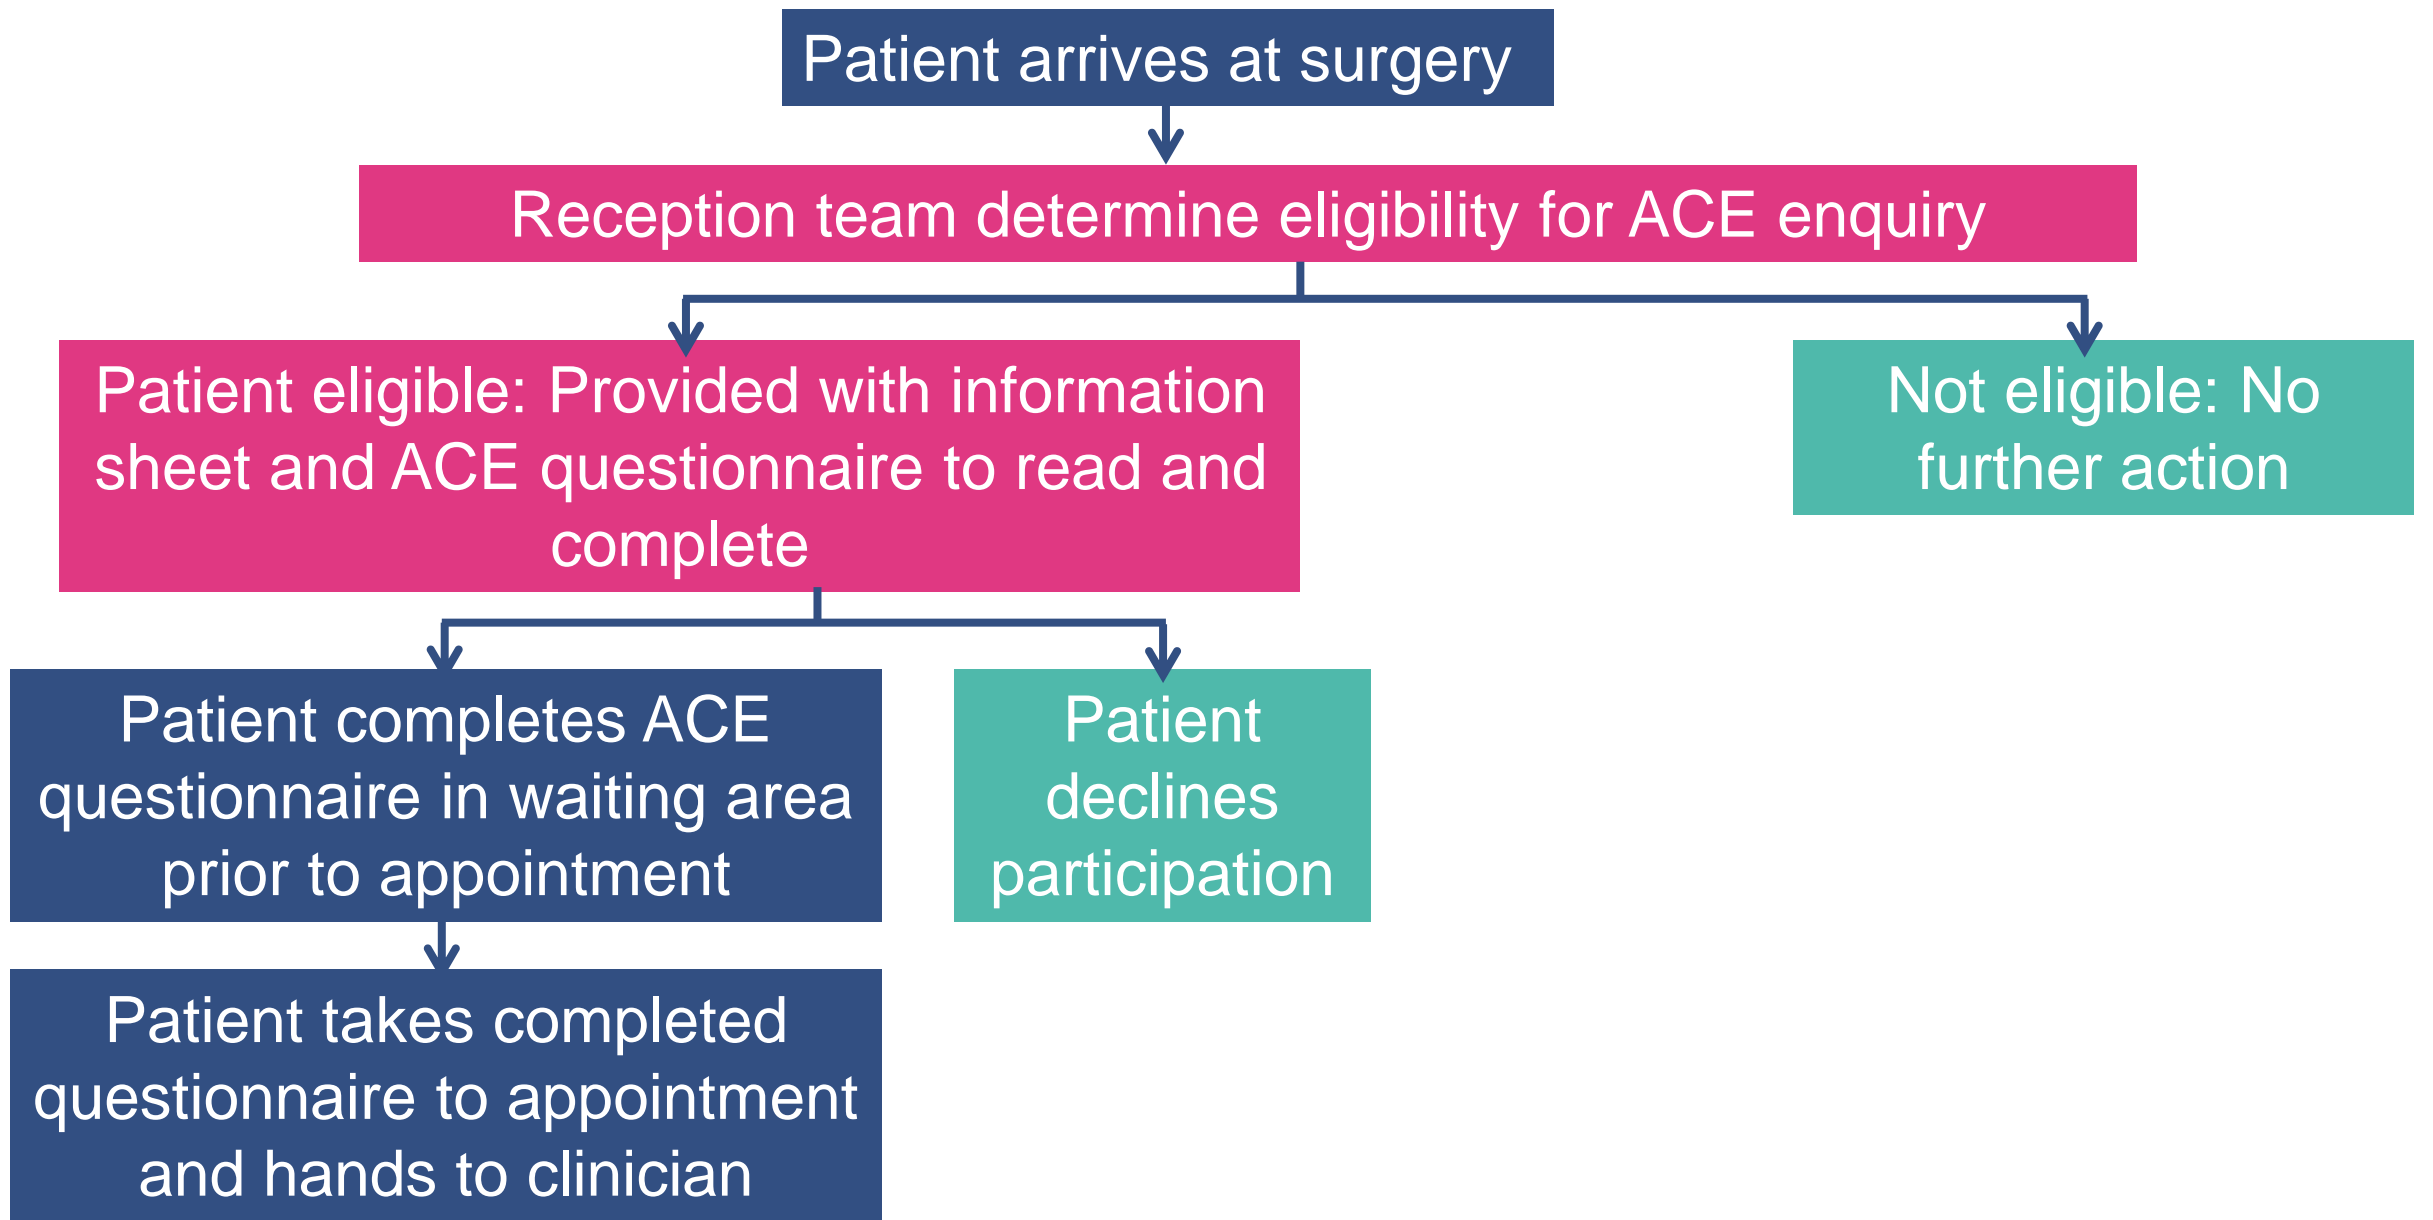 Patient arrives at surgery
Reception team determine eligibility for ACE enquiry
Patient eligible: Provided with information
sheet and ACE questionnaire to read and
complete
Not eligible: No
further action
Patient completes ACE
questionnaire in waiting area
prior to appointment
Patient
declines
participation
Patient takes completed
questionnaire to appointment
and hands to clinician